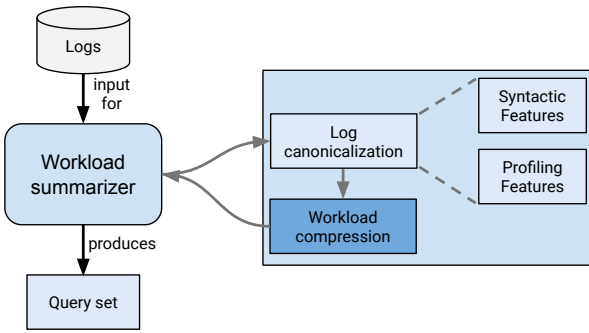 Logs
input
for
Workload
summarizer
produces
Query set
Log
canonicalization
Workload
compression
Syntactic
Features
Profiling
Features